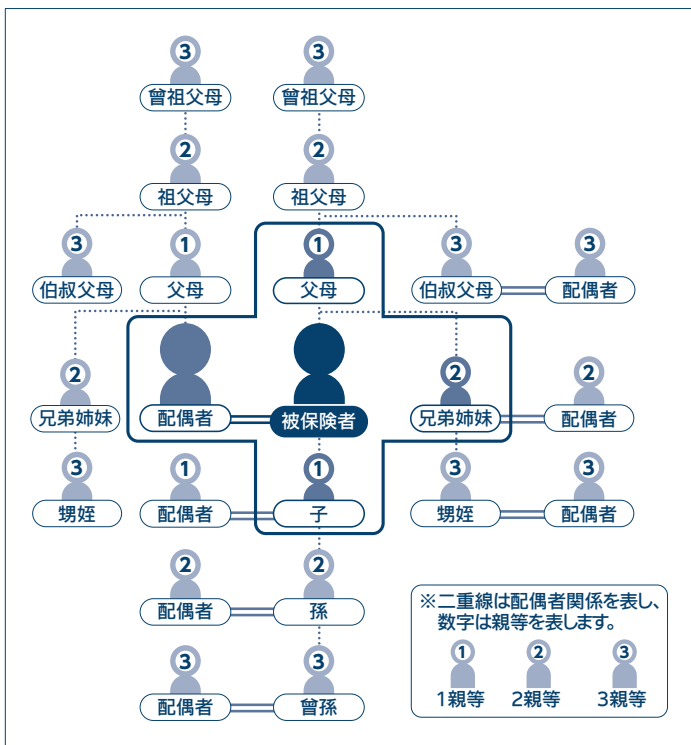 3 3
曾祖父母 曾祖父母
2 2
祖父母 祖父母
3 1 1 3 3
伯叔父母 父母 父母 伯叔父母 配偶者
2 2 2
兄弟姉妹 配偶者 被保険者 兄弟姉妹 配偶者
3 1 1 3 3
甥姪 配偶者 子 甥姪 配偶者
2 2
配偶者 孫
3 3
配偶者 曾孫
※二重線は配偶者関係を表し、
数字は親等を表します。
1 2 3
1親等 2親等 3親等